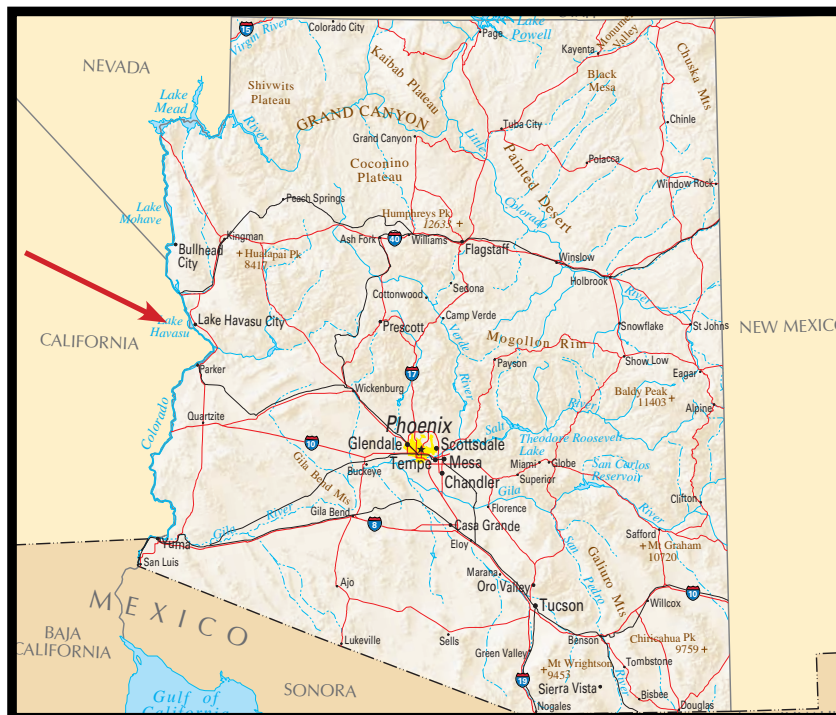 15
Colorado City
Page
Lake
Powell
Monument
Valley
Kayenta
Virgin River
Kaibab Plateau
Chuska Mts
NEVADA
Shivwits
Plateau
Black
Mesa
Lake
Mead
River
GRAND CANYON
Grand Canyon
Tuba City
Chinle
Little
Colorado
Painted Desert
Polacca
Coconino
Plateau
Window Rock
Peach Springs
Lake
Mohave
Humphreys Pk
12633 +
Kingman
Bullhead
City
+ Hualapai Pk
8417
Ash Fork
40
Williams
Flagstaff
Winslow
Holbrook
River
Sedona
Cottonwood
Camp Verde
Lake
Havasu
Lake Havasu City
Prescott
Verde
River
Mogollon Rim
Snowflake
St Johns
NEW MEXICO
CALIFORNIA
Parker
17
Payson
Show Low
Eagar
Wickenburg
Baldy Peak
11403 +
Alpine
Colorado
Quartzite
Phoenix
Salt
River
10
Glendale
Scottsdale
Theodore Roosevelt
Lake
Tempe
Mesa
Miami
Globe
San Carlos
Reservoir
Buckeye
Chandler
Superior
Gila Bend Mts
Gila
River
Clifton
Florence
Gila
River
Gila Bend
8
Casa Grande
Safford
Yuma
Eloy
San
Pedro
River
+ Mt Graham
10720
San Luis
Marana
Galiuro Mts
Ajo
Oro Valley
10
Willcox
Tucson
MEXICO
BAJA
CALIFORNIA
Lukeville
Sells
Green Valley
Benson
Chiricahua Pk
9759 +
+ Mt Wrightson
9453
Tombstone
SONORA
19
Sierra Vista
Bisbee
Gulf of
California
Nogales
Douglas